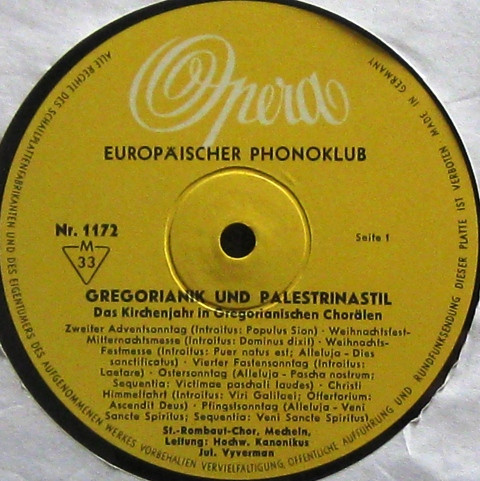 Opera
EUROPÄISCHER PHONOKLUB
Nr. 1172
M
33
Seite 1
GREGORIANIK UND PALESTRINASTIL
Das Kirchenjahr in Gregorianischen Chorälen
Zweiter Adventsonntag (Introitus: Populus Sion) · Weihnachtsfest-
Mitternachtsmesse (Introitus: Dominus dixit) · Weihnachts-
Festmesse (Introitus: Puer natus est; Alleluja - Dies
sanctificatus) · Vierter Fastensonntag (Introitus:
Laetare) · Ostersonntag (Alleluja - Pascha nostrum;
Sequentia: Victimae paschali laudes) · Christi
Himmelfahrt (Introitus: Viri Galilaei; Offertorium:
Ascendit Deus) · Pfingstsonntag (Alleluja - Veni
Sancte Spiritus; Sequentia: Veni Sancte Spiritus)
St.-Rombaut-Chor, Mecheln,
Leitung: Hochw. Kanonikus
Jul. Vyverman
ALLE RECHTE DES SCHALLPLATTENFABRIKANTEN UND DES EIGENTUMERS DES AUFGENOMMENEN WERKES VORBEHALTEN VERVIELFALTIGUNG, ÖFFENTLICHE AUFFÜHRUNG UND RUNDFUNKSENDUNG DIESER PLATTE IST VERBOTEN MADE IN GERMANY